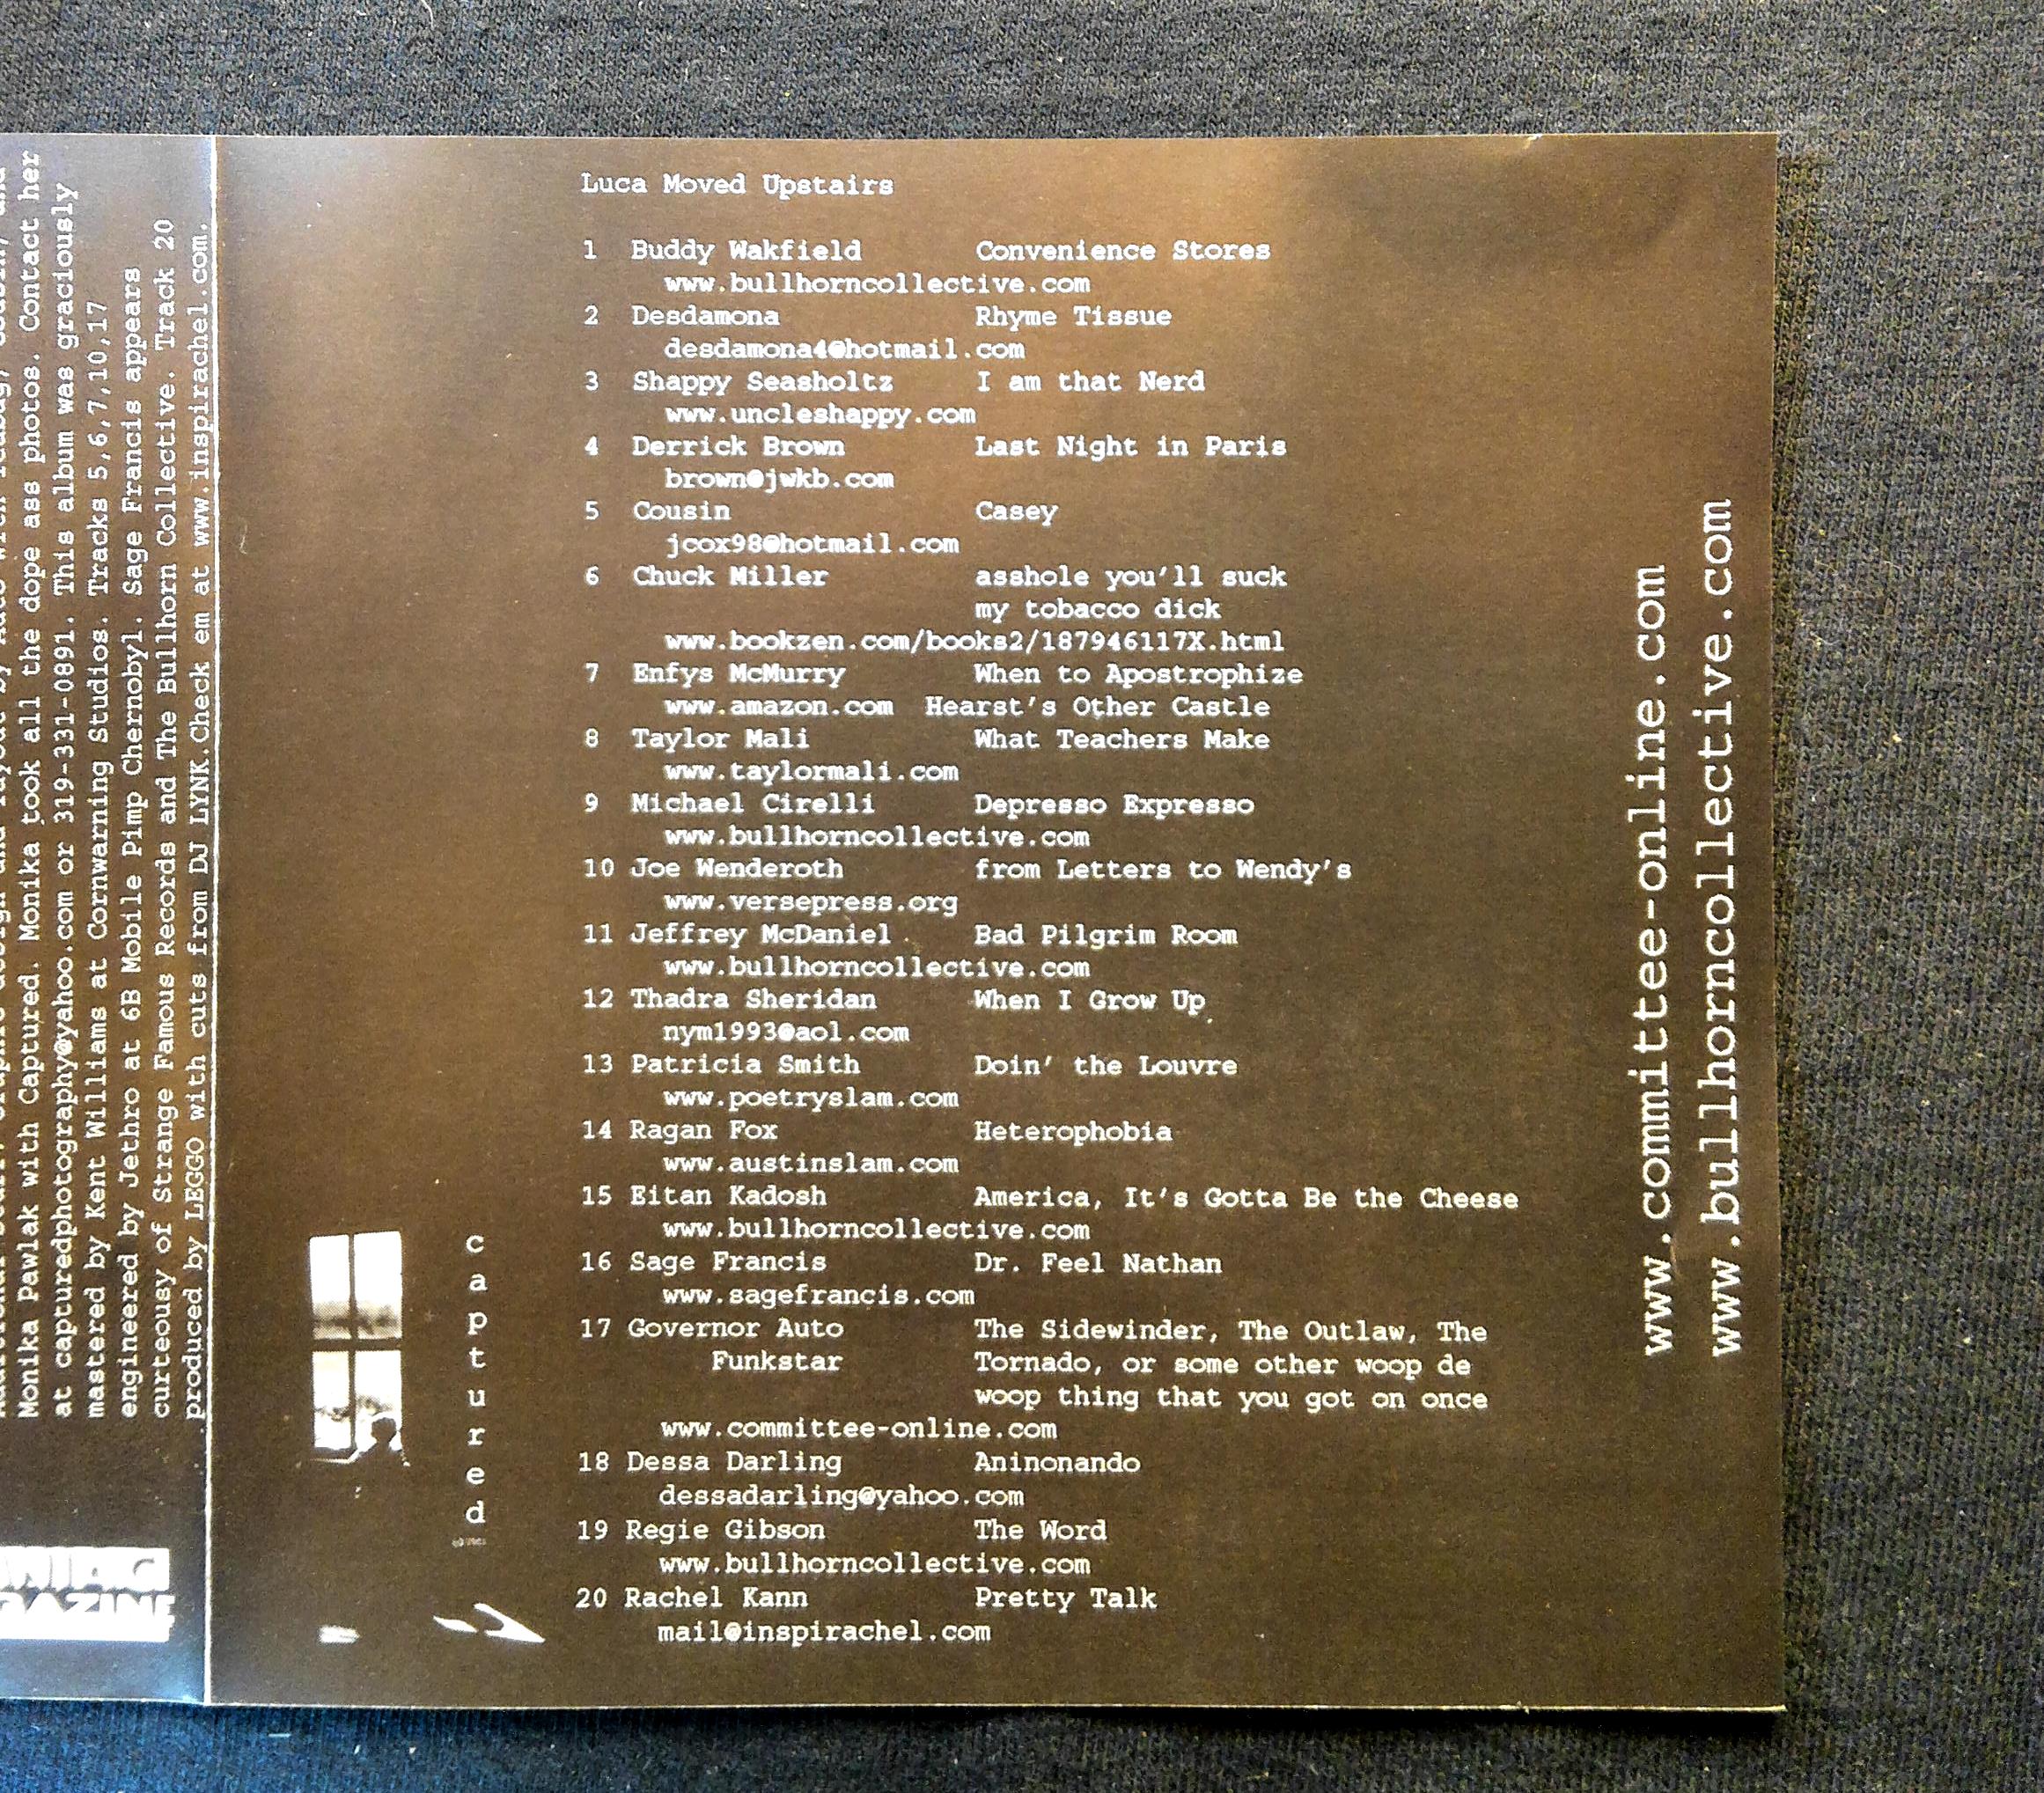 Monika Pawlak with Captured. Monika took all the dope ass photos. Contact her
at capturedphotography@yahoo.com or 319-331-0891. This album was graciously
mastered by Kent Williams at Cornwarning Studios. Tracks 5,6,7,10,17
engineered by Jethro at 6B Mobile Pimp Chernobyl. Sage Francis appears
curteousy of Strange Famous Records and The Bullhorn Collective. Track 20
produced by LEGGO with cuts from DJ LYNK.Check em at www.inspirachel.com.
captured
Luca Moved Upstairs
1 Buddy Wakfield Convenience Stores
www.bullhorncollective.com
2 Desdamona Rhyme Tissue
desdamona4@hotmail.com
3 Shappy Seasholtz I am that Nerd
www.uncleshappy.com
4 Derrick Brown Last Night in Paris
brown@jwkb.com
5 Cousin Casey
jcox98@hotmail.com
6 Chuck Miller asshole you'll suck
my tobacco dick
www.bookzen.com/books2/187946117X.html
7 Enfys McMurry When to Apostrophize
www.amazon.com Hearst's Other Castle
8 Taylor Mali What Teachers Make
www.taylormali.com
9 Michael Cirelli Depresso Expresso
www.bullhorncollective.com
10 Joe Wenderoth from Letters to Wendy's
www.versepress.org
11 Jeffrey McDaniel Bad Pilgrim Room
www.bullhorncollective.com
12 Thadra Sheridan When I Grow Up
nym1993@aol.com
13 Patricia Smith Doin' the Louvre
www.poetryslam.com
14 Ragan Fox Heterophobia
www.austinslam.com
15 Eitan Kadosh America, It's Gotta Be the Cheese
www.bullhorncollective.com
16 Sage Francis Dr. Feel Nathan
www.sagefrancis.com
17 Governor Auto The Sidewinder, The Outlaw, The
Funkstar Tornado, or some other woop de
woop thing that you got on once
www.committee-online.com
18 Dessa Darling Aninonando
dessadarling@yahoo.com
19 Regie Gibson The Word
www.bullhorncollective.com
20 Rachel Kann Pretty Talk
mail@inspirachel.com
www.committee-online.com
www.bullhorncollective.com